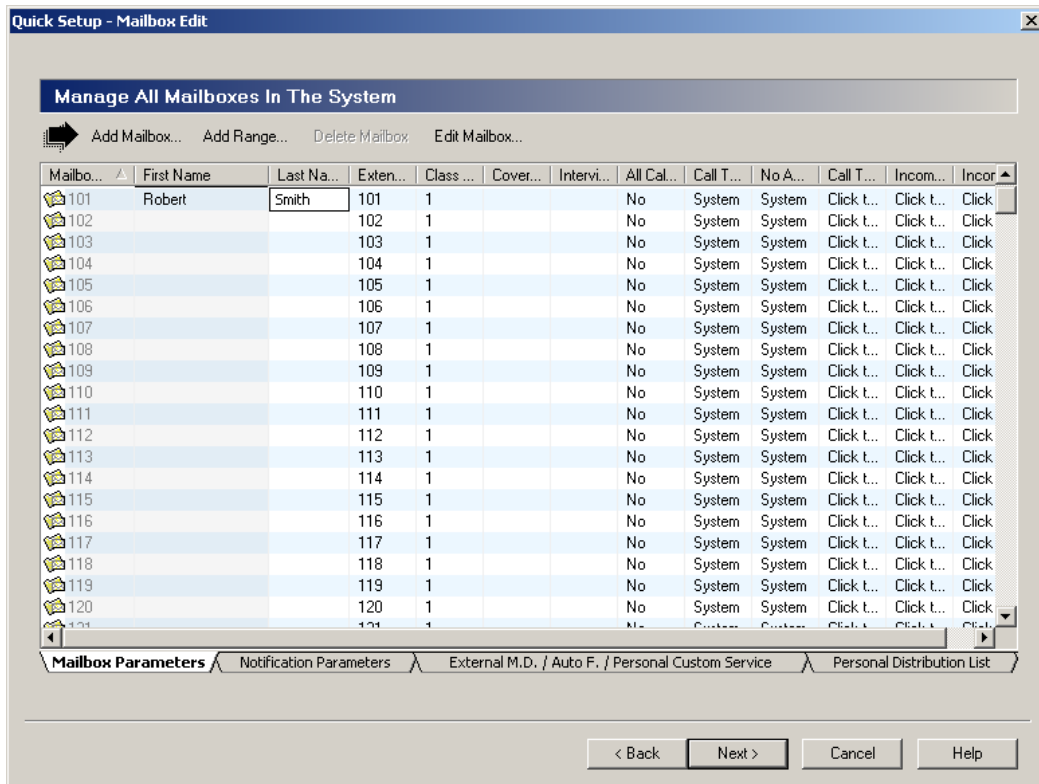 Quick Setup - Mailbox Edit
Manage All Mailboxes In The System
Add Mailbox... Add Range... Delete Mailbox Edit Mailbox...
Mailbo... First Name Last Na... Exten... Class ... Cover... Intervi... All Cal... Call T... No A... Call T... Incom... Incor
101 Robert Smith 101 1 No System System Click t... Click t... Click
102 102 1 No System System Click t... Click t... Click
103 103 1 No System System Click t... Click t... Click
104 104 1 No System System Click t... Click t... Click
105 105 1 No System System Click t... Click t... Click
106 106 1 No System System Click t... Click t... Click
107 107 1 No System System Click t... Click t... Click
108 108 1 No System System Click t... Click t... Click
109 109 1 No System System Click t... Click t... Click
110 110 1 No System System Click t... Click t... Click
111 111 1 No System System Click t... Click t... Click
112 112 1 No System System Click t... Click t... Click
113 113 1 No System System Click t... Click t... Click
114 114 1 No System System Click t... Click t... Click
115 115 1 No System System Click t... Click t... Click
116 116 1 No System System Click t... Click t... Click
117 117 1 No System System Click t... Click t... Click
118 118 1 No System System Click t... Click t... Click
119 119 1 No System System Click t... Click t... Click
120 120 1 No System System Click t... Click t... Click
Mailbox Parameters Notification Parameters External M.D. / Auto F. / Personal Custom Service Personal Distribution List
< Back Next > Cancel Help